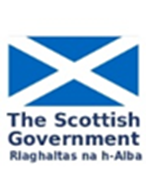 The Scottish
Government
Riaghaltas na h-Alba